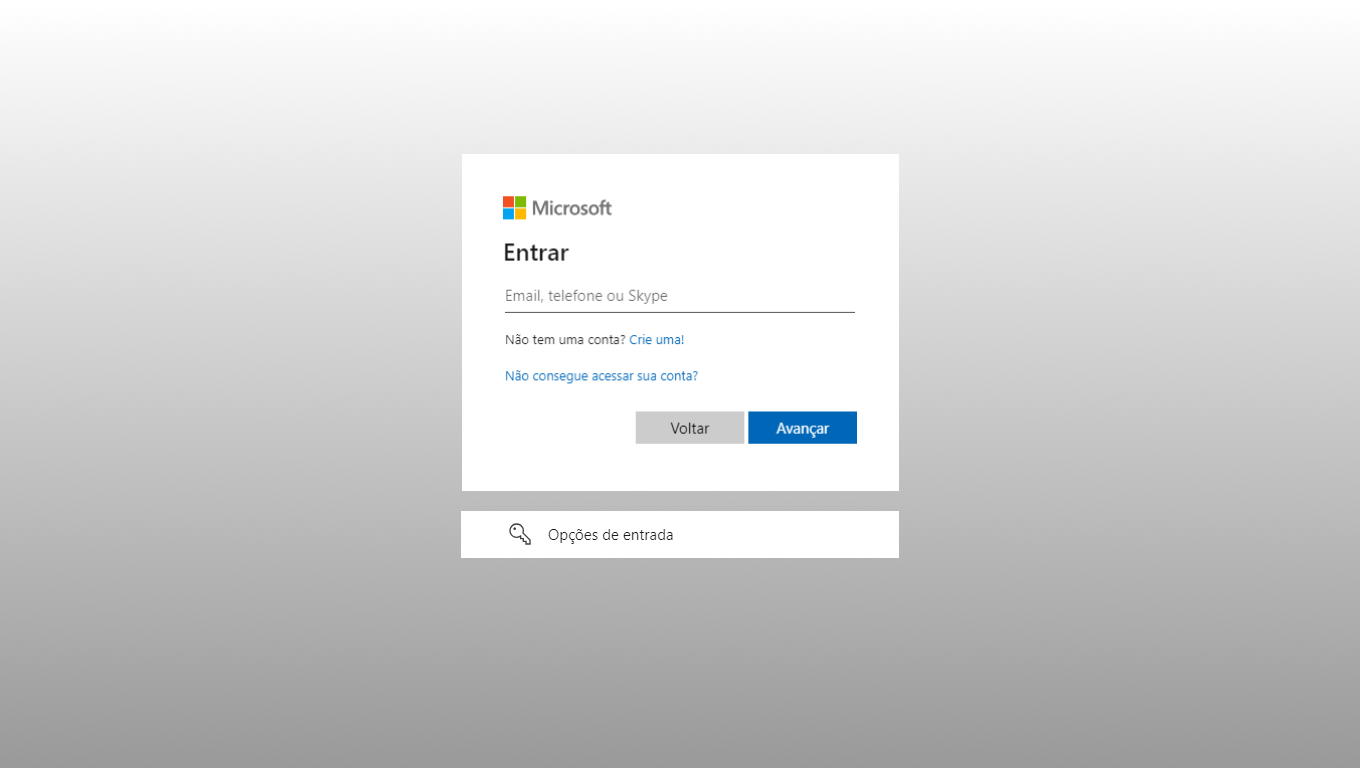 Microsoft
Entrar
Email, telefone ou Skype
Não tem uma conta? Crie uma!
Não consegue acessar sua conta?
Voltar Avançar
Opções de entrada